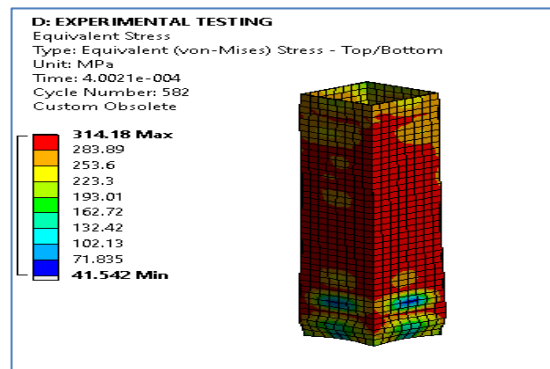 D: EXPERIMENTAL TESTING
Equivalent Stress
Type: Equivalent (von-Mises) Stress - Top/Bottom
Unit: MPa
Time: 4.0021e-004
Cycle Number: 582
Custom Obsolete
314.18 Max
283.89
253.6
223.3
193.01
162.72
132.42
102.13
71.835
41.542 Min